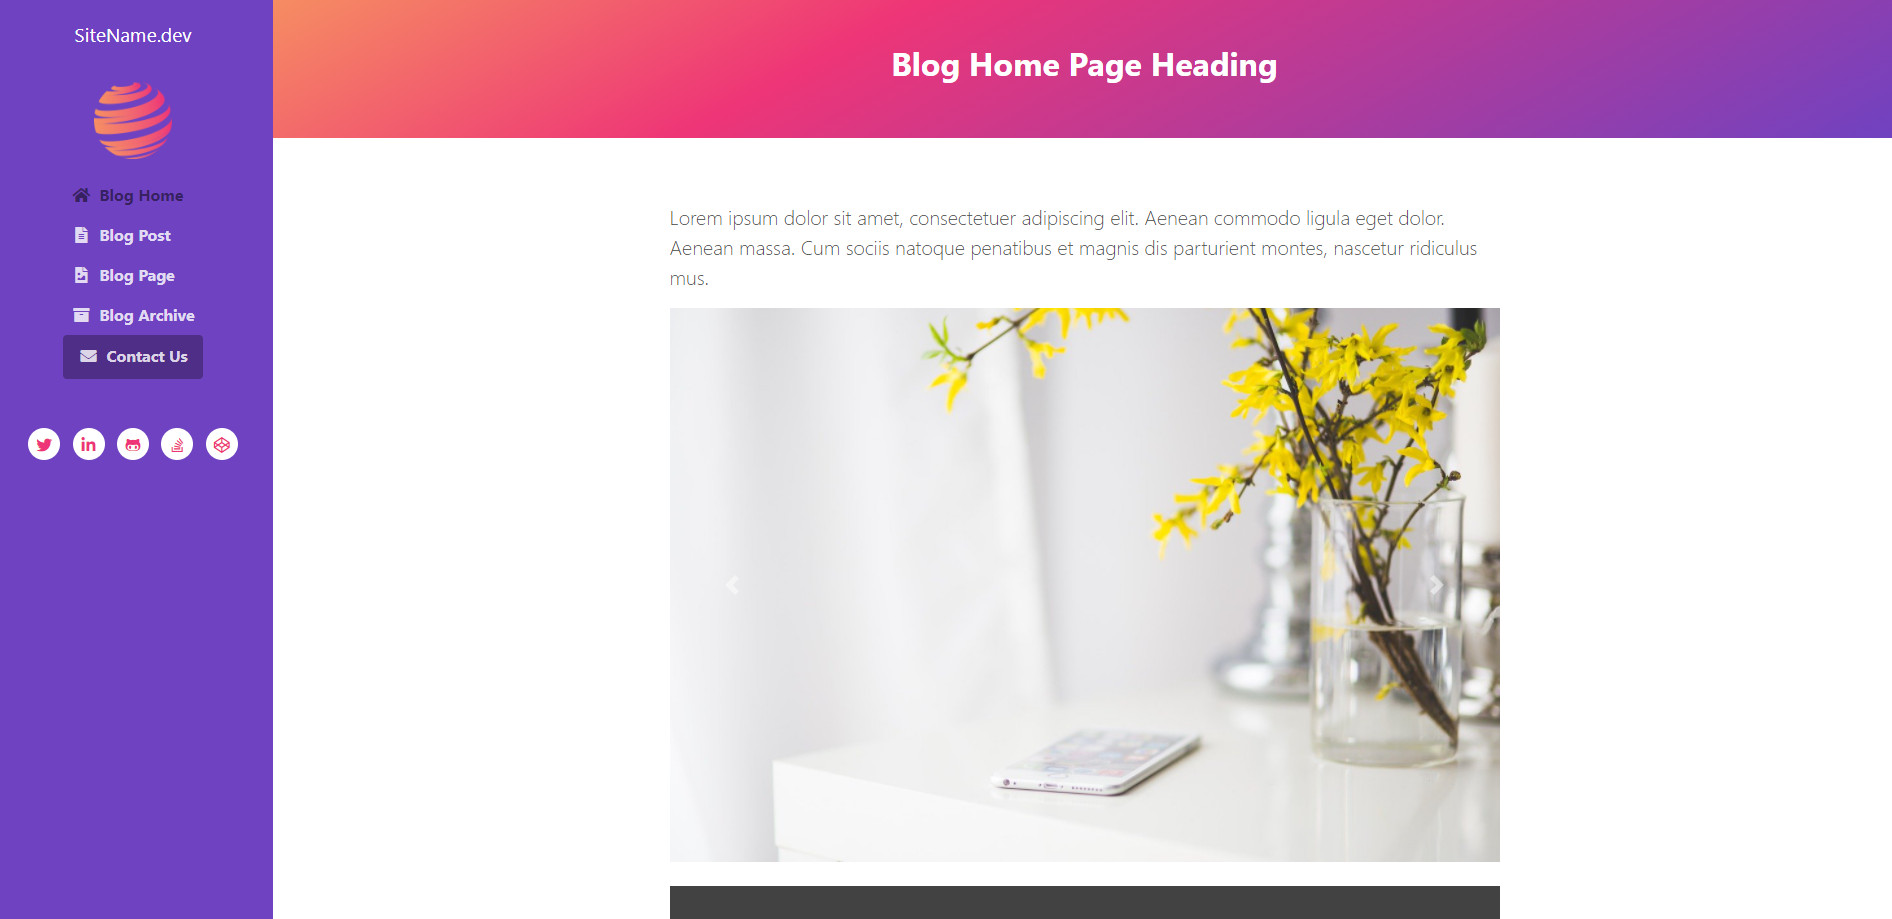 SiteName.dev
Blog Home
Blog Post
Blog Page
Blog Archive
Contact Us
Blog Home Page Heading
Lorem ipsum dolor sit amet, consectetuer adipiscing elit. Aenean commodo ligula eget dolor.
Aenean massa. Cum sociis natoque penatibus et magnis dis parturient montes, nascetur ridiculus
mus.